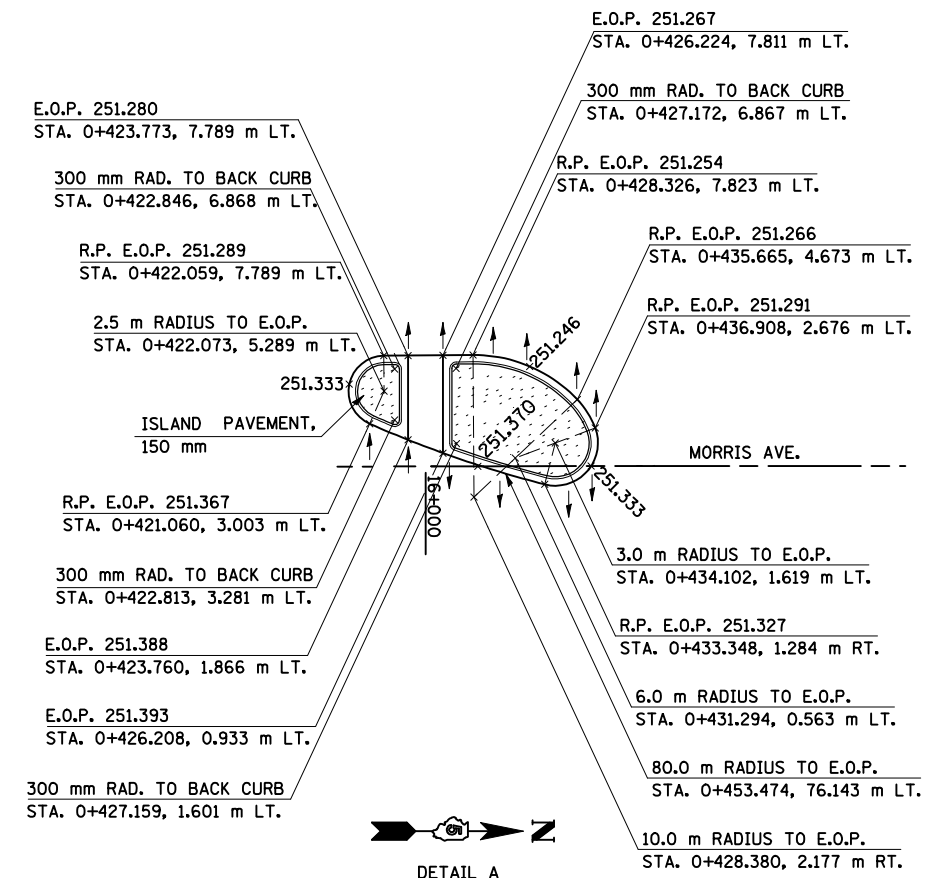 E.O.P. 251.267
STA. 0+426.224, 7.811 m LT.
300 mm RAD. TO BACK CURB
STA. 0+427.172, 6.867 m LT.
R.P. E.O.P. 251.254
STA. 0+428.326, 7.823 m LT.
R.P. E.O.P. 251.266
STA. 0+435.665, 4.673 m LT.
R.P. E.O.P. 251.291
STA. 0+436.908, 2.676 m LT.
E.O.P. 251.280
STA. 0+423.773, 7.789 m LT.
300 mm RAD. TO BACK CURB
STA. 0+422.846, 6.868 m LT.
R.P. E.O.P. 251.289
STA. 0+422.059, 7.789 m LT.
2.5 m RADIUS TO E.O.P.
STA. 0+422.073, 5.289 m LT.
251.333
ISLAND PAVEMENT,
150 mm
251.246
251.370
MORRIS AVE.
251.333
16+000
R.P. E.O.P. 251.367
STA. 0+421.060, 3.003 m LT.
300 mm RAD. TO BACK CURB
STA. 0+422.813, 3.281 m LT.
E.O.P. 251.388
STA. 0+423.760, 1.866 m LT.
E.O.P. 251.393
STA. 0+426.208, 0.933 m LT.
300 mm RAD. TO BACK CURB
STA. 0+427.159, 1.601 m LT.
3.0 m RADIUS TO E.O.P.
STA. 0+434.102, 1.619 m LT.
R.P. E.O.P. 251.327
STA. 0+433.348, 1.284 m RT.
6.0 m RADIUS TO E.O.P.
STA. 0+431.294, 0.563 m LT.
80.0 m RADIUS TO E.O.P.
STA. 0+453.474, 76.143 m LT.
10.0 m RADIUS TO E.O.P.
STA. 0+428.380, 2.177 m RT.
N
DETAIL A